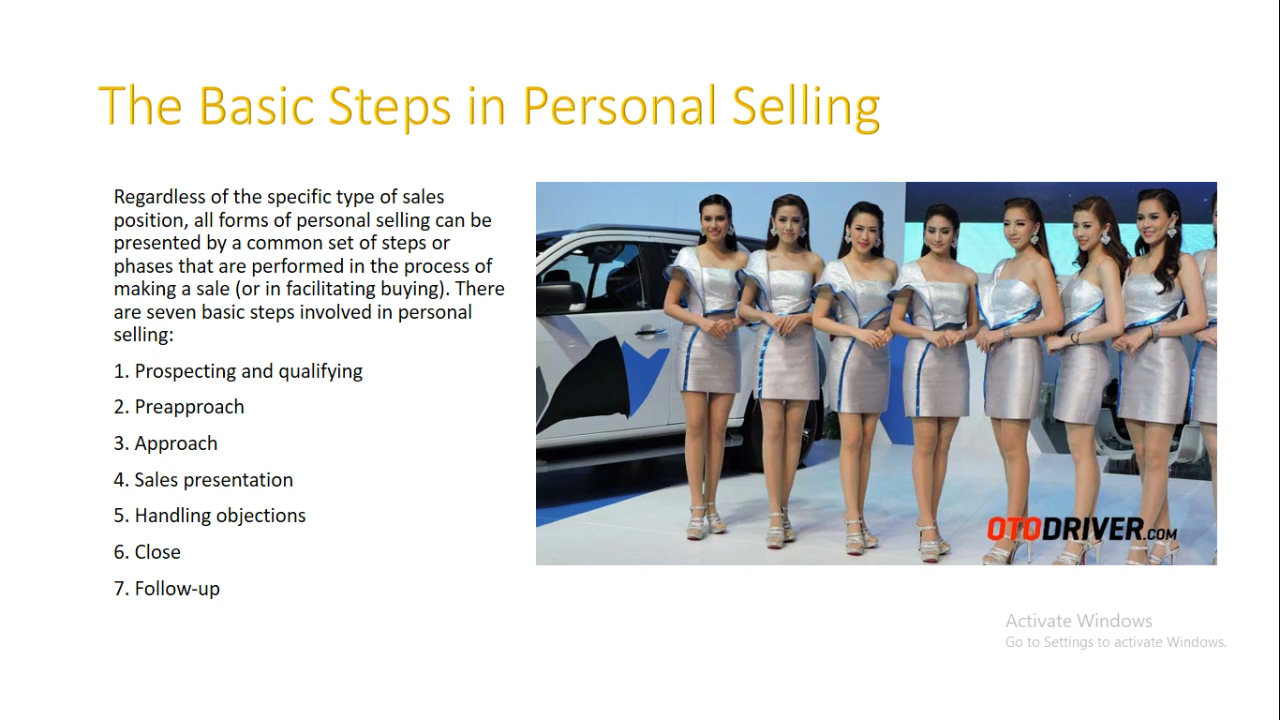 The Basic Steps in Personal Selling
Regardless of the specific type of sales
position, all forms of personal selling can be
presented by a common set of steps or
phases that are performed in the process of
making a sale (or in facilitating buying). There
are seven basic steps involved in personal
selling:
1. Prospecting and qualifying
2. Preapproach
3. Approach
4. Sales presentation
5. Handling objections
6. Close
7. Follow-up
OTODRIVER.COM
Activate Windows
Go to Settings to activate Windows.